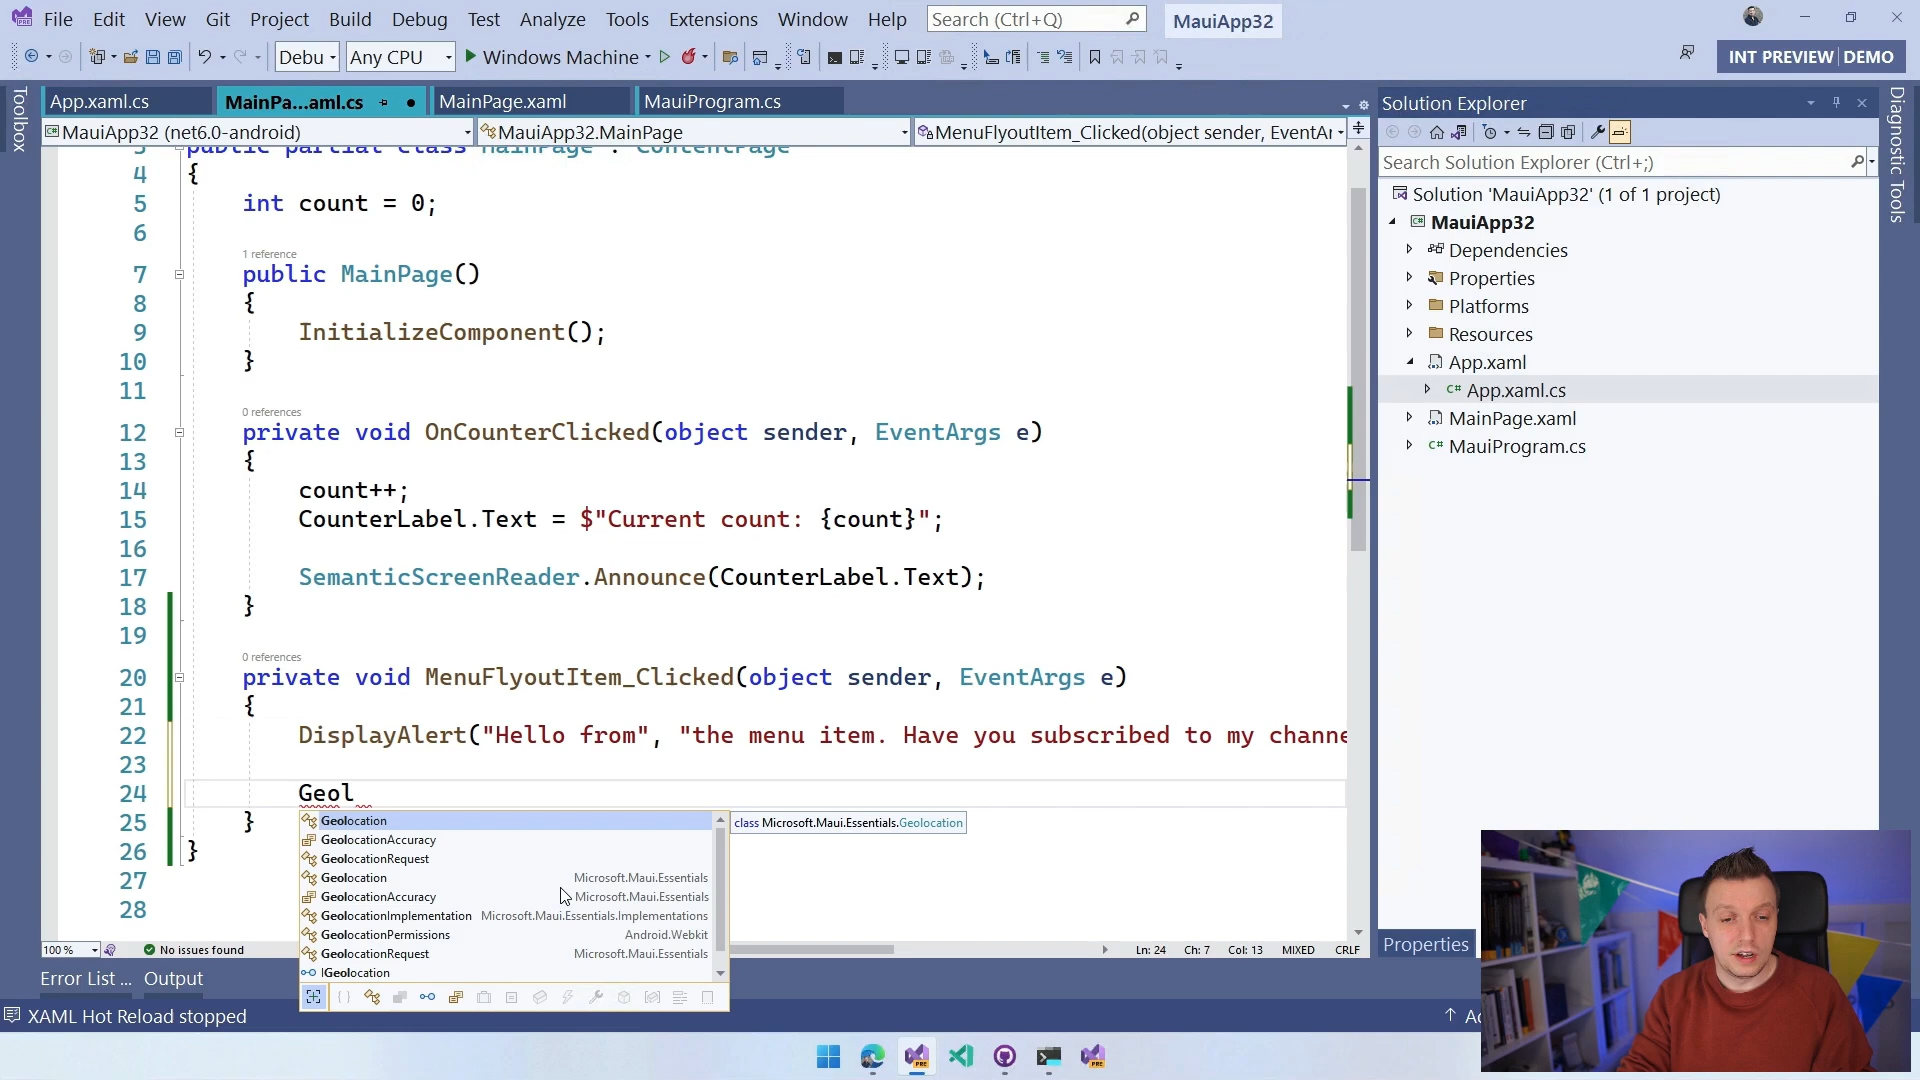 File Edit View Git Project Build Debug Test Analyze Tools Extensions Window Help Search (Ctrl+Q) MauiApp32
Debu Any CPU Windows Machine INT PREVIEW DEMO
Toolbox
App.xaml.cs MainPa...aml.cs MainPage.xaml MauiProgram.cs
MauiApp32 (net6.0-android) MauiApp32.MainPage MenuFlyoutItem_Clicked(object sender, EventAr
3 public partial class MainPage : ContentPage
4 {
5 int count = 0;
6
1 reference
7 public MainPage()
8 {
9 InitializeComponent();
10 }
11
0 references
12 private void OnCounterClicked(object sender, EventArgs e)
13 {
14 count++;
15 CounterLabel.Text = $"Current count: {count}";
16
17 SemanticScreenReader.Announce(CounterLabel.Text);
18 }
19
0 references
20 private void MenuFlyoutItem_Clicked(object sender, EventArgs e)
21 {
22 DisplayAlert("Hello from", "the menu item. Have you subscribed to my channe
23
24 Geol
25 }
26 }
27
28
Geolocation
GeolocationAccuracy
GeolocationRequest
Geolocation Microsoft.Maui.Essentials
GeolocationAccuracy Microsoft.Maui.Essentials
GeolocationImplementation Microsoft.Maui.Essentials.Implementations
GeolocationPermissions Android.Webkit
GeolocationRequest Microsoft.Maui.Essentials
IGeolocation
class Microsoft.Maui.Essentials.Geolocation
100 % No issues found Ln: 24 Ch: 7 Col: 13 MIXED CRLF
Error List ... Output
XAML Hot Reload stopped
Solution Explorer
Search Solution Explorer (Ctrl+;)
Solution 'MauiApp32' (1 of 1 project)
MauiApp32
Dependencies
Properties
Platforms
Resources
App.xaml
App.xaml.cs
MainPage.xaml
MauiProgram.cs
Properties
Diagnostic Tools